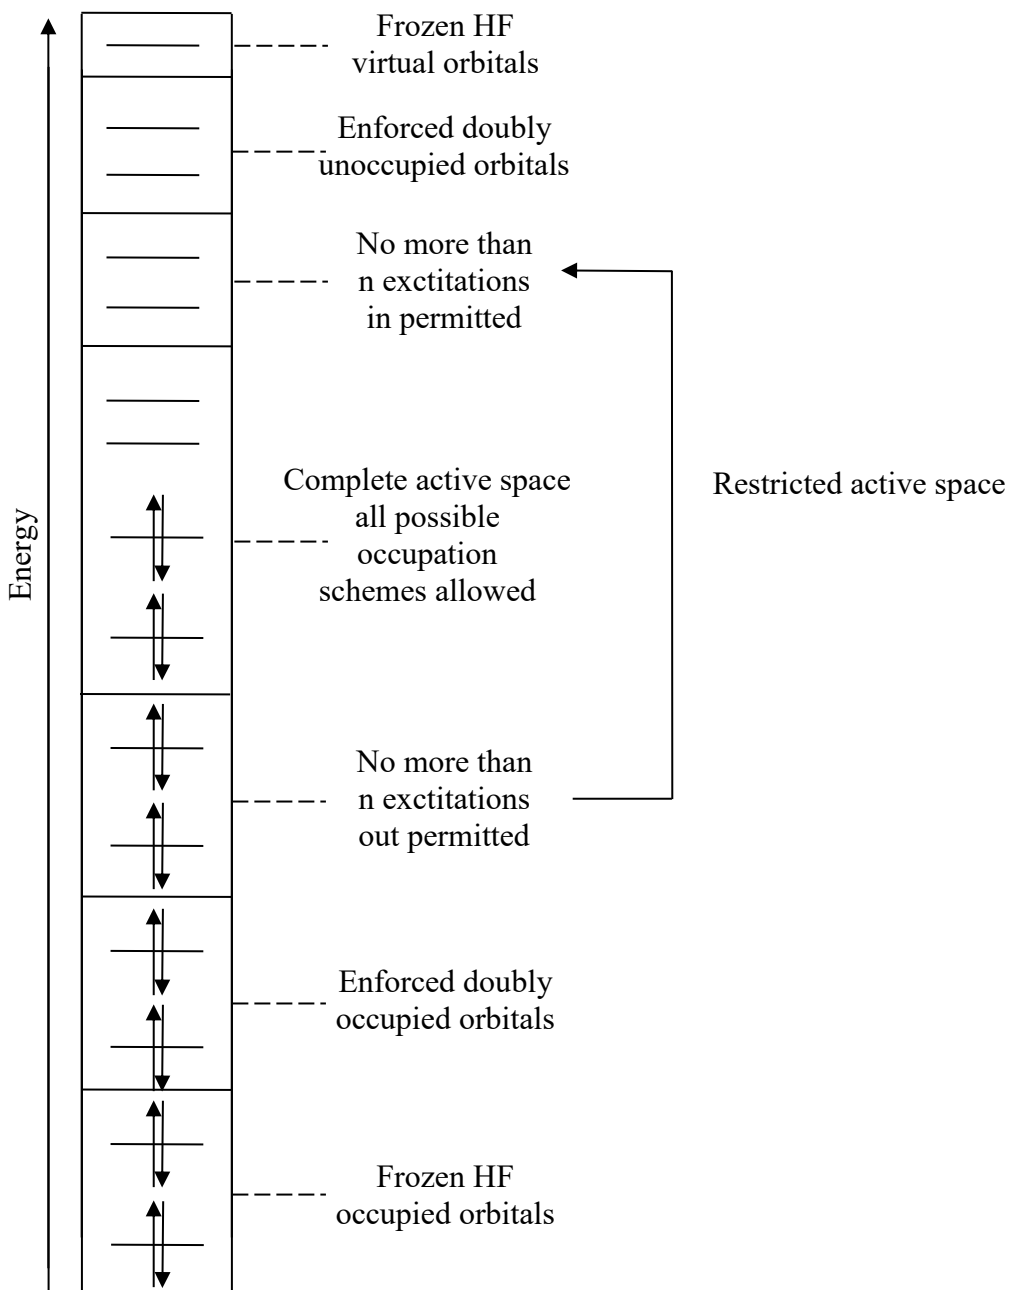 Frozen HF
virtual orbitals
Enforced doubly
unoccupied orbitals
No more than
n exctitations
in permitted
Complete active space
all possible
occupation
schemes allowed
Restricted active space
Energy
No more than
n exctitations
out permitted
Enforced doubly
occupied orbitals
Frozen HF
occupied orbitals